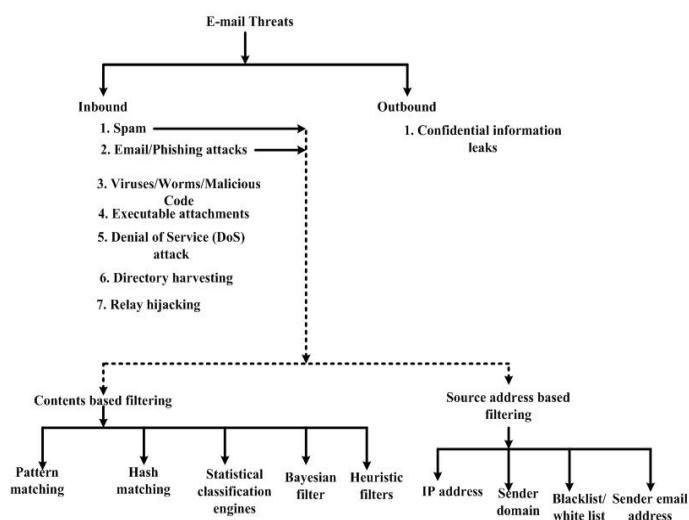 E-mail Threats
Inbound
Outbound
1. Spam
1. Confidential information
leaks
2. Email/Phishing attacks
3. Viruses/Worms/Malicious
Code
4. Executable attachments
5. Denial of Service (DoS)
attack
6. Directory harvesting
7. Relay hijacking
Contents based filtering
Source address based
filtering
Pattern
matching
Hash
matching
Statistical
classification
engines
Bayesian
filter
Heuristic
filters
IP address
Sender
domain
Blacklist/
white list
Sender email
address